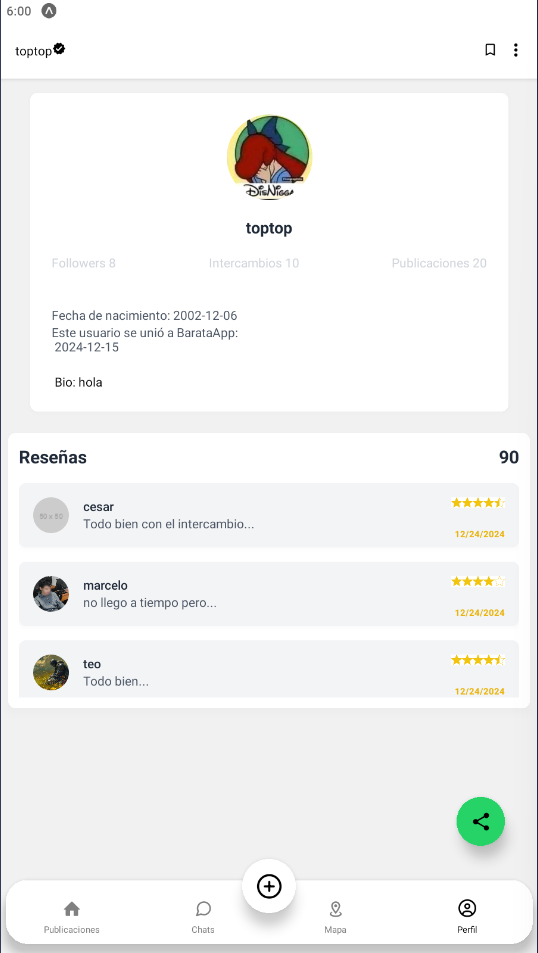 6:00
toptop
DisNigga
toptop
Followers 8
Intercambios 10
Publicaciones 20
Fecha de nacimiento: 2002-12-06
Este usuario se unió a BarataApp:
2024-12-15
Bio: hola
Reseñas
90
50 x 50
cesar
Todo bien con el intercambio...
12/24/2024
marcelo
no llego a tiempo pero...
12/24/2024
teo
Todo bien...
12/24/2024
Publicaciones
Chats
Mapa
Perfil